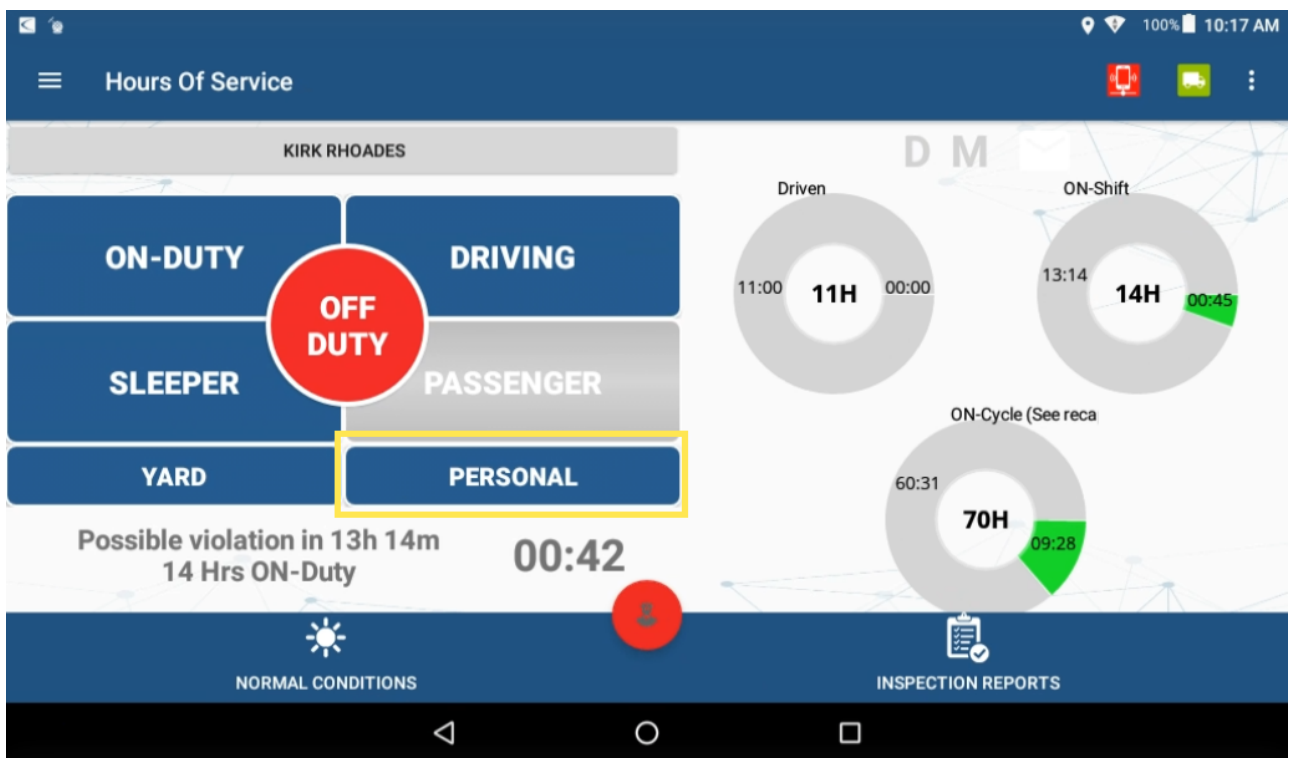 100% 10:17 AM
Hours Of Service
KIRK RHOADES
D M
ON-DUTY
DRIVING
OFF
DUTY
SLEEPER
PASSENGER
YARD
PERSONAL
Possible violation in 13h 14m
14 Hrs ON-Duty
00:42
Driven
11:00
11H
00:00
ON-Shift
13:14
14H
00:45
ON-Cycle (See reca
60:31
70H
09:28
NORMAL CONDITIONS
INSPECTION REPORTS